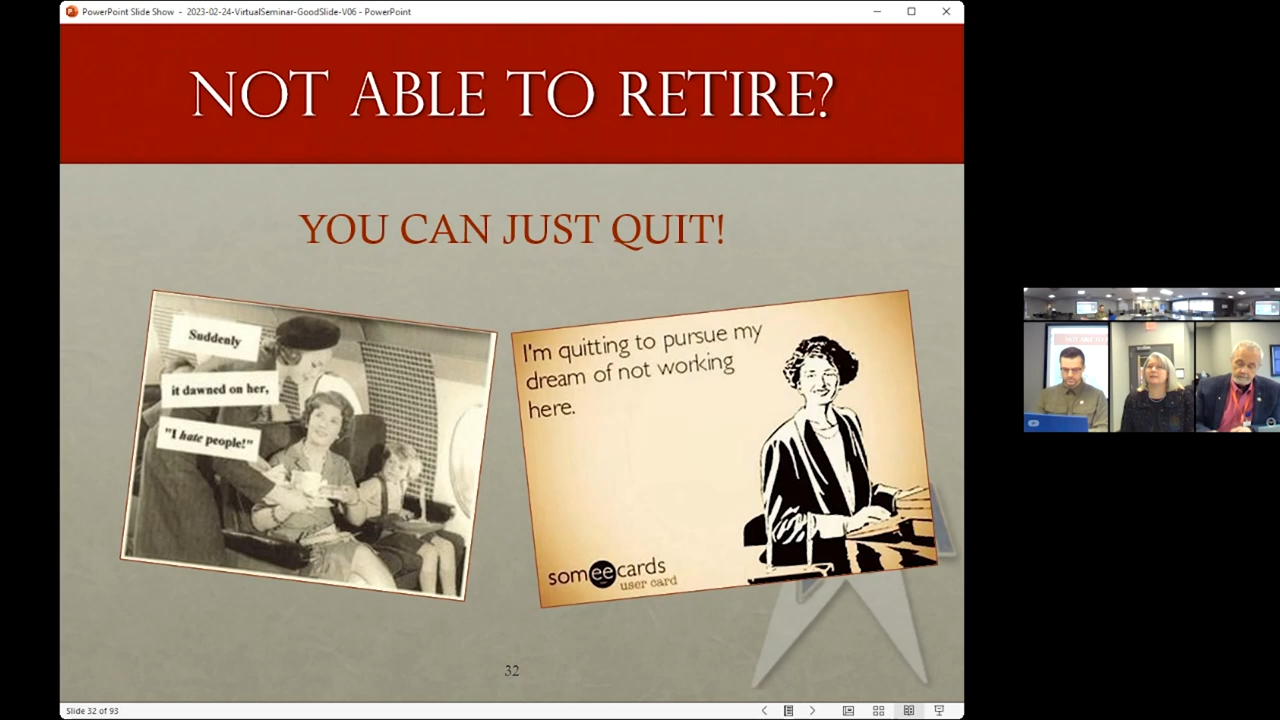 PowerPoint Slide Show - 2023-02-24-VirtualSeminar-GoodSlide-V06 - PowerPoint
NOT ABLE TO RETIRE?
YOU CAN JUST QUIT!
Suddenly
it dawned on her,
"I hate people!"
I'm quitting to pursue my
dream of not working
here.
someecards
user card
32
Slide 32 of 93